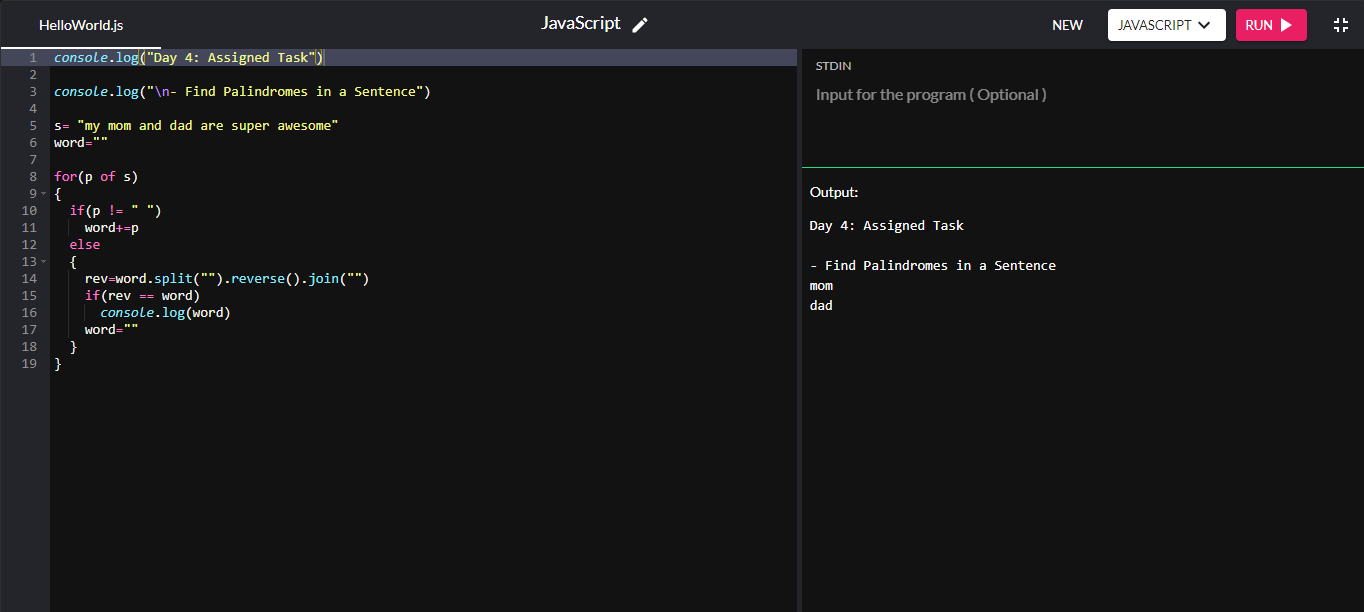 HelloWorld.js
JavaScript
NEW
JAVASCRIPT
RUN
1 console.log("Day 4: Assigned Task")
2
3 console.log("\n- Find Palindromes in a Sentence")
4
5 s= "my mom and dad are super awesome"
6 word=""
7
8 for(p of s)
9 {
10   if(p != " ")
11     word+=p
12   else
13   {
14     rev=word.split("").reverse().join("")
15     if(rev == word)
16       console.log(word)
17     word=""
18   }
19 }
STDIN
Input for the program ( Optional )
Output:
Day 4: Assigned Task
- Find Palindromes in a Sentence
mom
dad